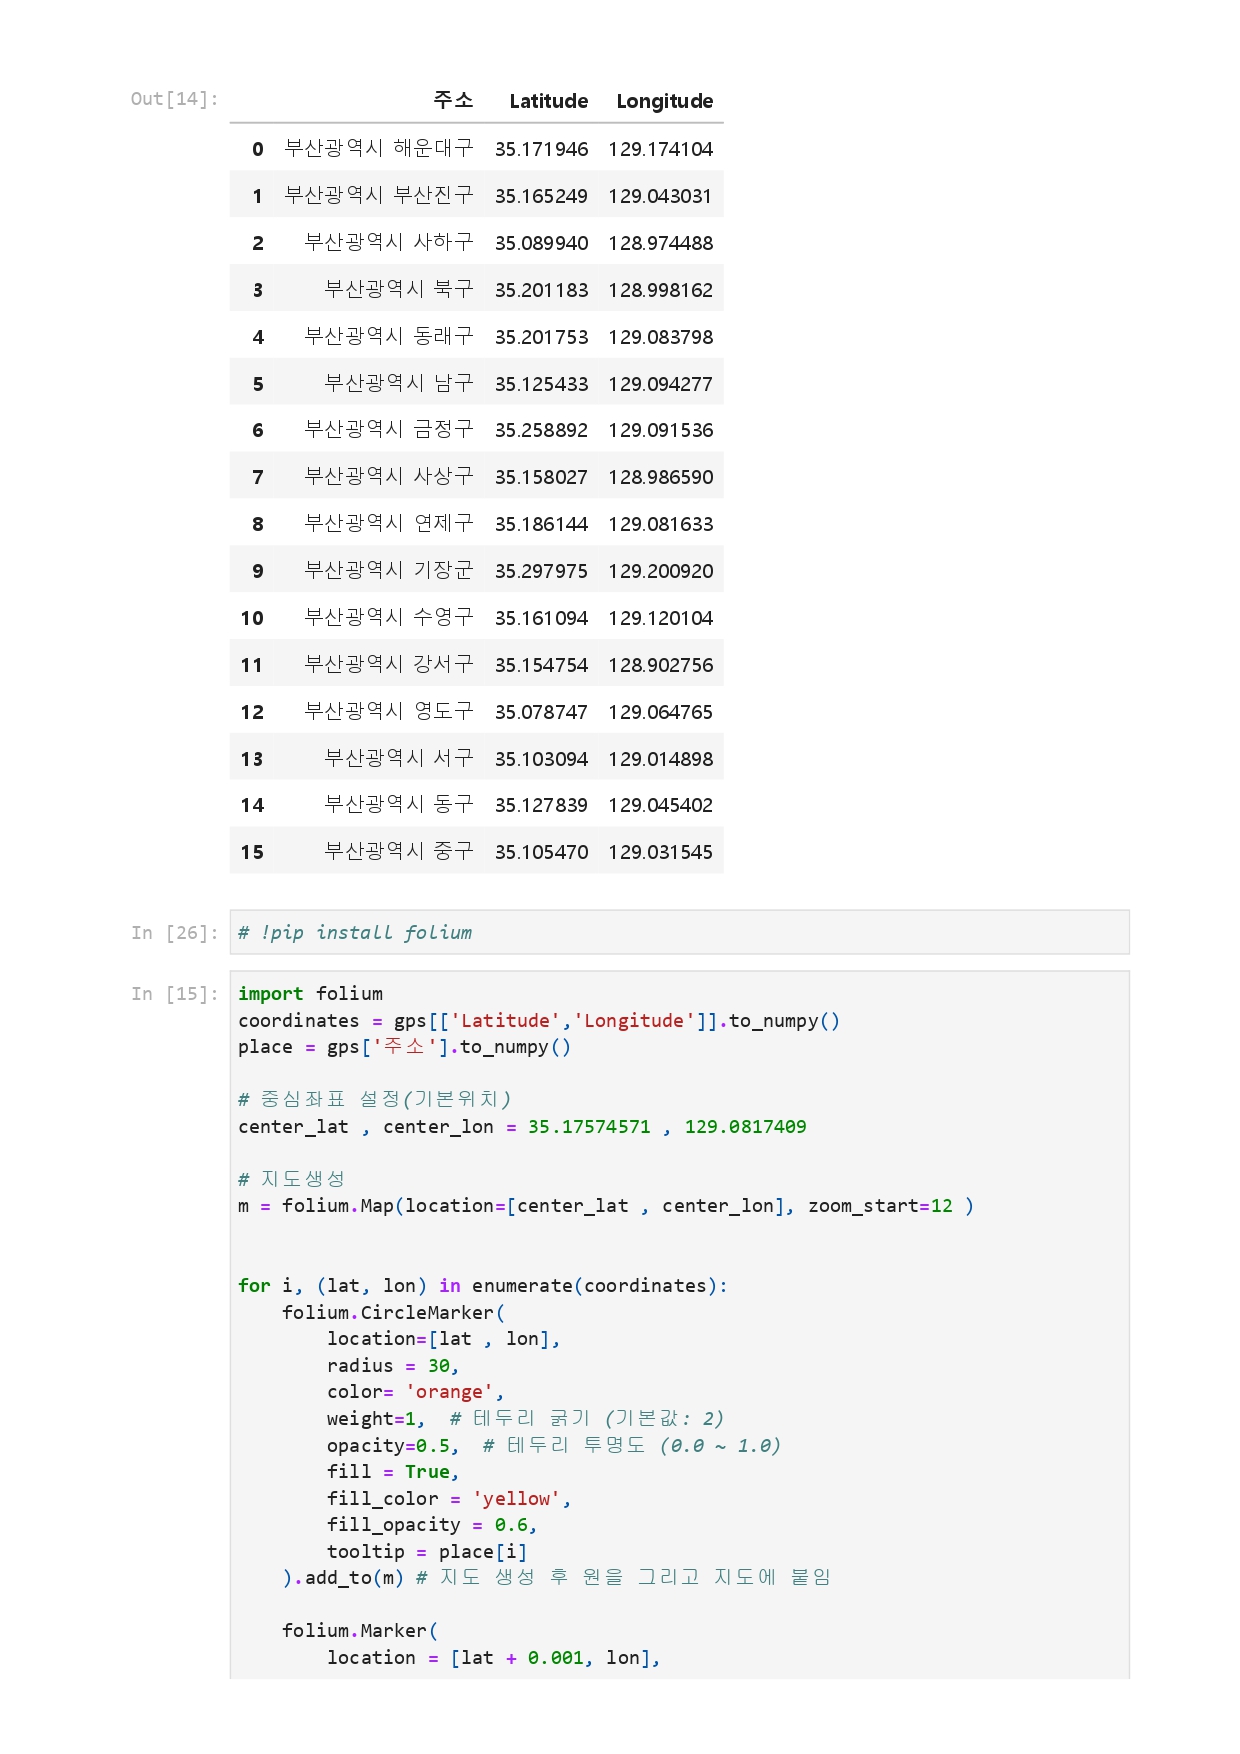 Out[14]:
주소 Latitude Longitude
0 부산광역시 해운대구 35.171946 129.174104
1 부산광역시 부산진구 35.165249 129.043031
2 부산광역시 사하구 35.089940 128.974488
3 부산광역시 북구 35.201183 128.998162
4 부산광역시 동래구 35.201753 129.083798
5 부산광역시 남구 35.125433 129.094277
6 부산광역시 금정구 35.258892 129.091536
7 부산광역시 사상구 35.158027 128.986590
8 부산광역시 연제구 35.186144 129.081633
9 부산광역시 기장군 35.297975 129.200920
10 부산광역시 수영구 35.161094 129.120104
11 부산광역시 강서구 35.154754 128.902756
12 부산광역시 영도구 35.078747 129.064765
13 부산광역시 서구 35.103094 129.014898
14 부산광역시 동구 35.127839 129.045402
15 부산광역시 중구 35.105470 129.031545
In [26]: # !pip install folium
In [15]: import folium
coordinates = gps[['Latitude','Longitude']].to_numpy()
place = gps['주소'].to_numpy()
# 중심좌표 설정(기본위치)
center_lat , center_lon = 35.17574571 , 129.0817409
# 지도생성
m = folium.Map(location=[center_lat , center_lon], zoom_start=12 )
for i, (lat, lon) in enumerate(coordinates):
    folium.CircleMarker(
        location=[lat , lon],
        radius = 30,
        color= 'orange',
        weight=1,  # 테두리 굵기 (기본값: 2)
        opacity=0.5,  # 테두리 투명도 (0.0 ~ 1.0)
        fill = True,
        fill_color = 'yellow',
        fill_opacity = 0.6,
        tooltip = place[i]
    ).add_to(m) # 지도 생성 후 원을 그리고 지도에 붙임
    folium.Marker(
        location = [lat + 0.001, lon],